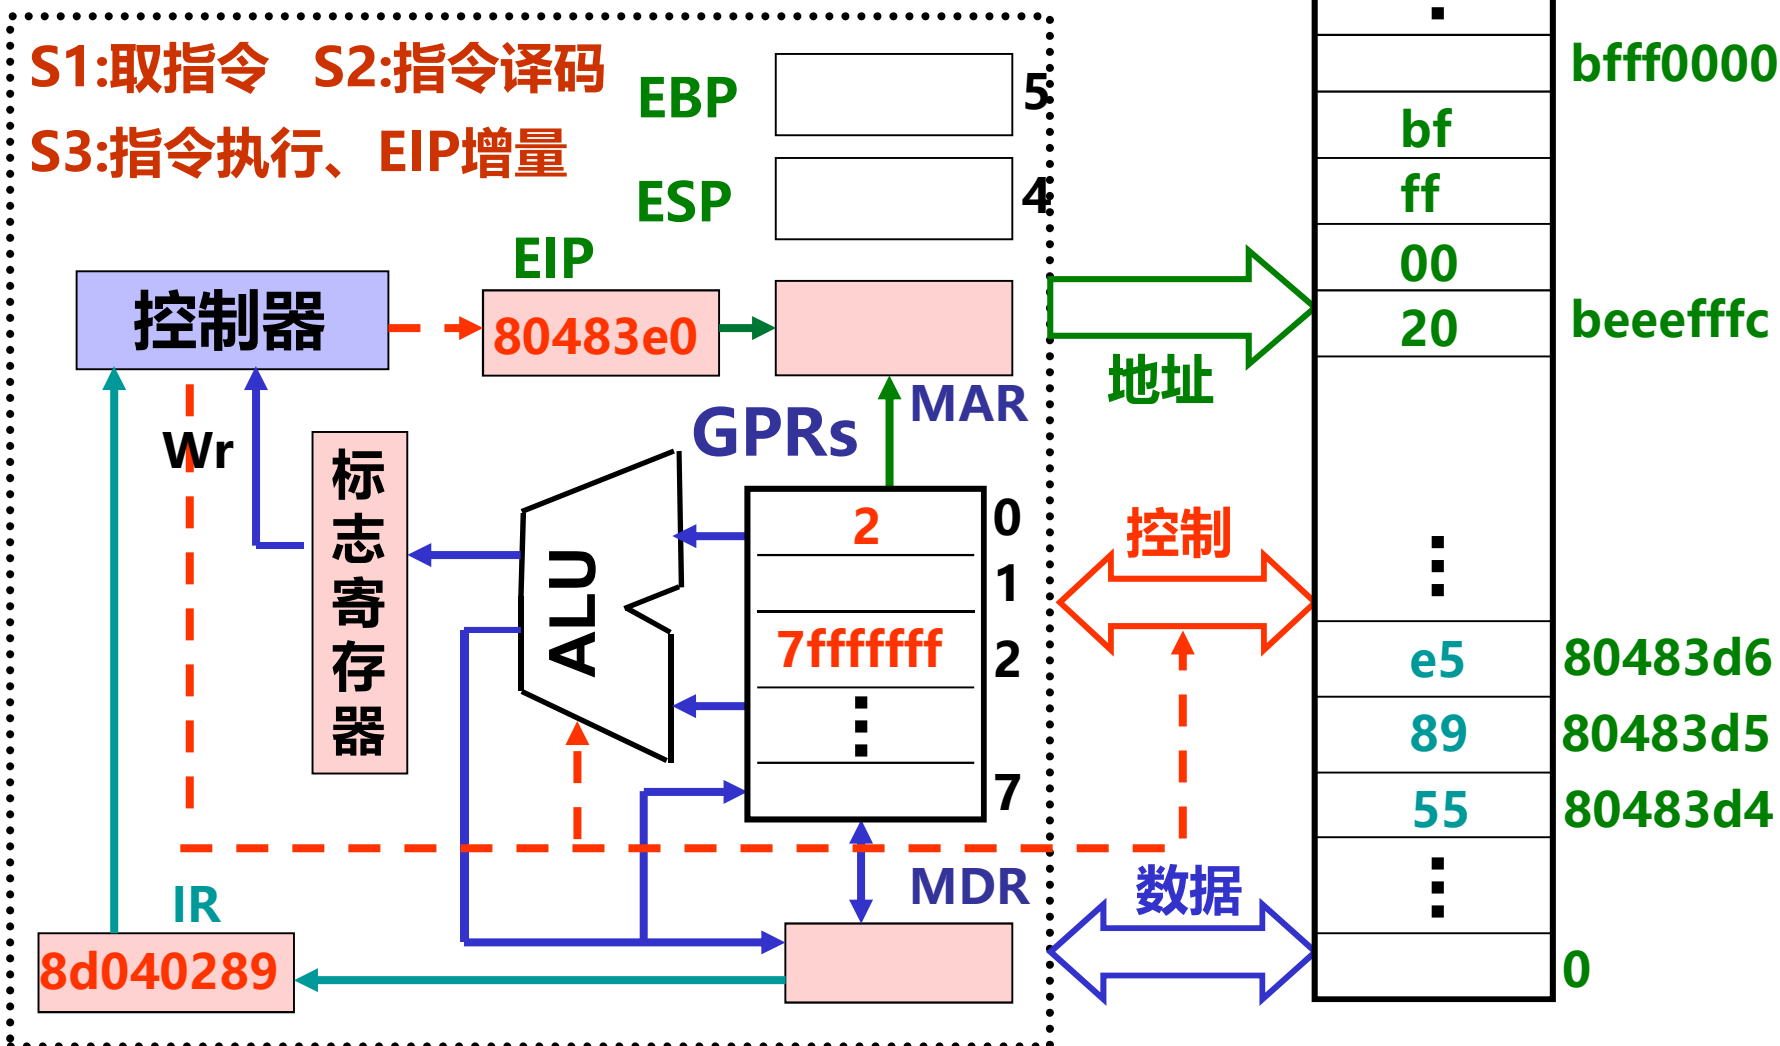 S1:取指令 S2:指令译码
S3:指令执行、EIP增量
EBP
5
ESP
4
EIP
控制器
80483e0
MAR
GPRs
Wr
标志寄存器
ALU
2
0
1
7fffffff
2
7
MDR
IR
8d040289
地址
控制
数据
bfff0000
bf
ff
00
20
beeefffc
e5
80483d6
89
80483d5
55
80483d4
0